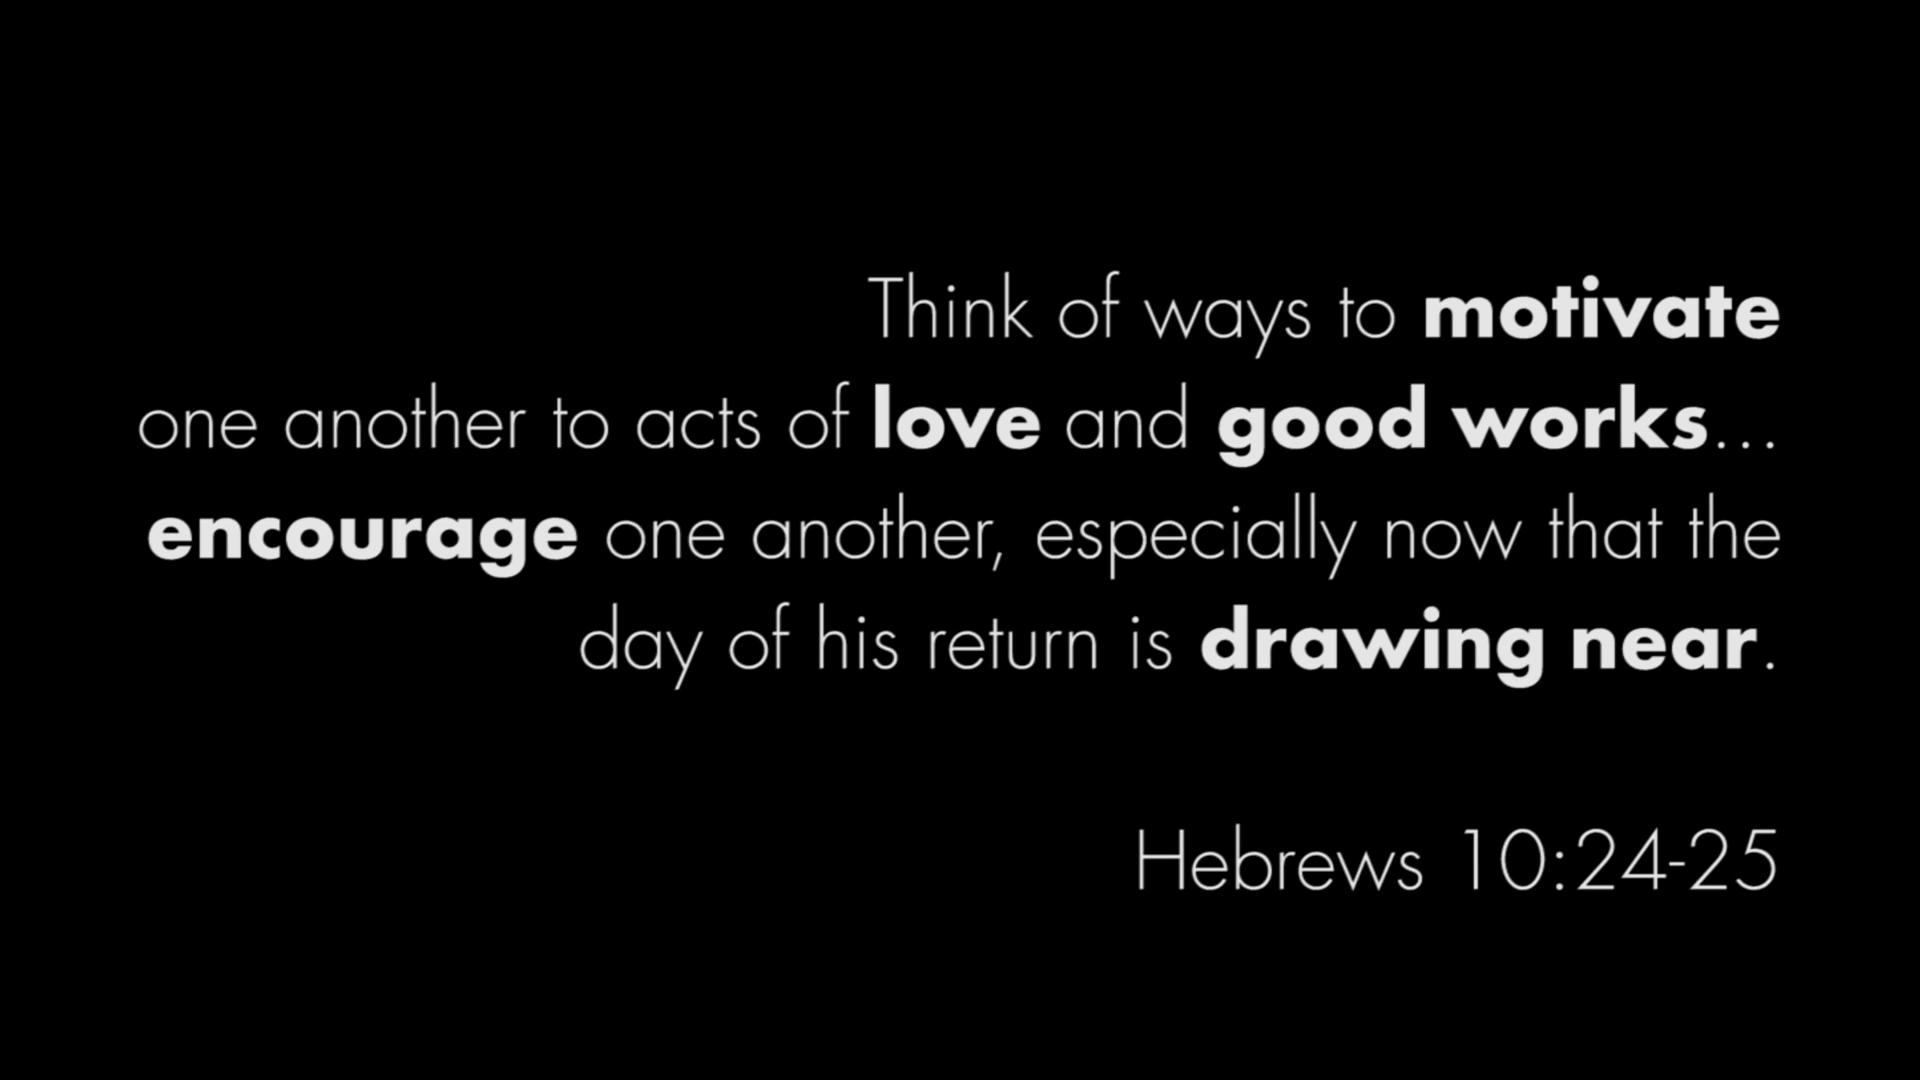 Think of ways to motivate
one another to acts of love and good works...
encourage one another, especially now that the
day of his return is drawing near.
Hebrews 10:24-25